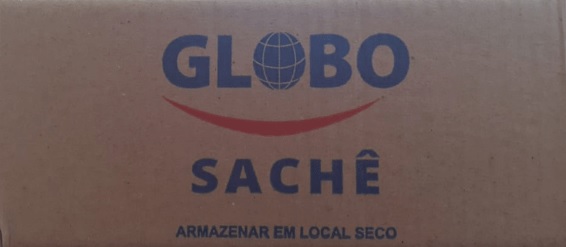 GLOBO
SACHÊ
ARMAZENAR EM LOCAL SECO